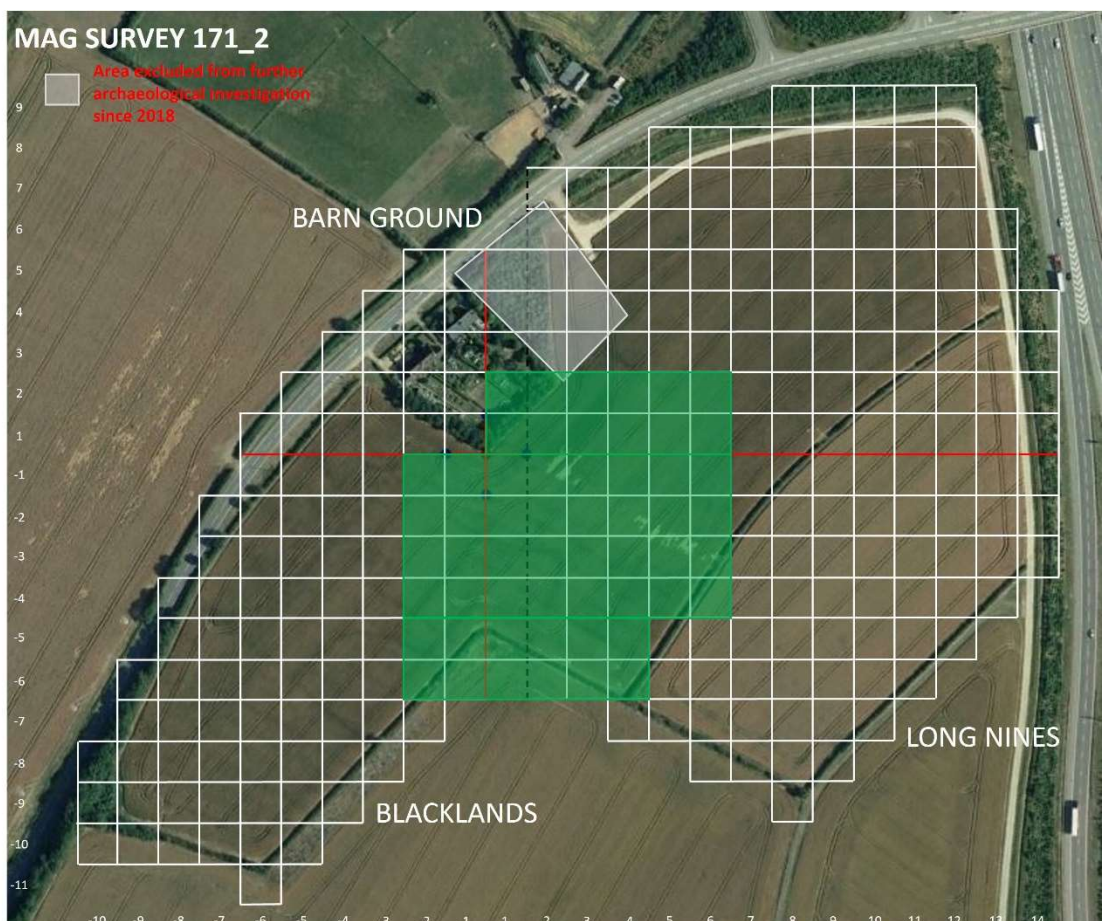 MAG SURVEY 171_2
Area excluded from further
archaeological investigation
since 2018
9
8
7
6
5
4
3
2
1
-1
-2
-3
-4
-5
-6
-7
-8
-9
-10
-11
BARN GROUND
LONG NINES
BLACKLANDS
-10 -9 -8 -7 -6 -5 -4 -3 -2 -1 1 2 3 4 5 6 7 8 9 10 11 12 13 14